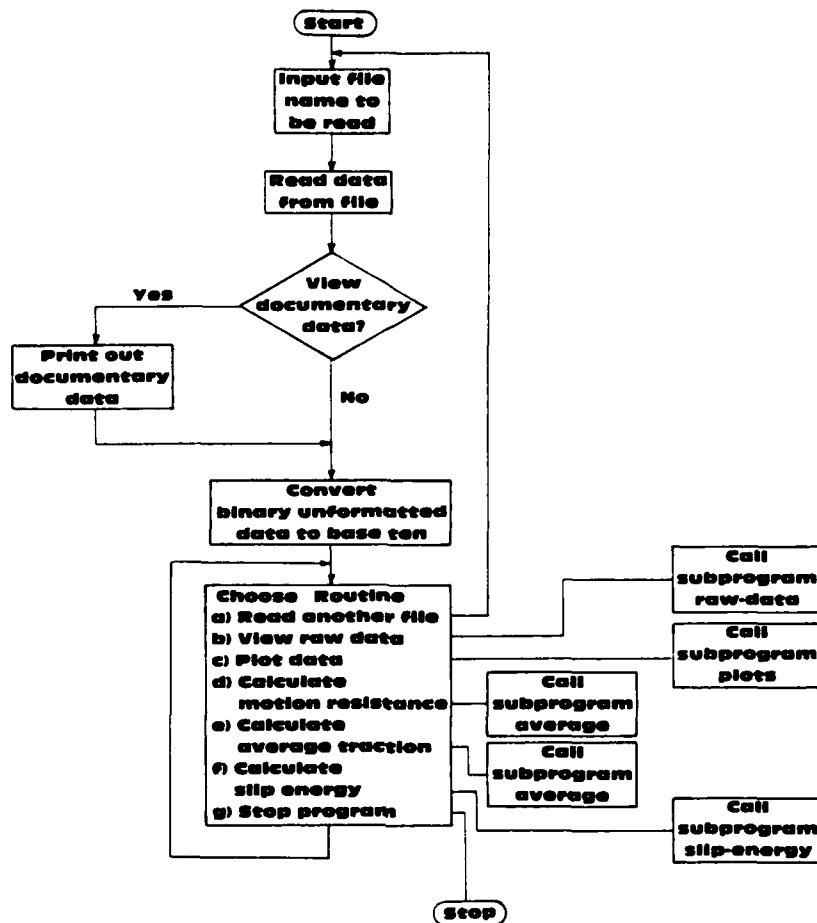 Start
Input file
name to
be read
Read data
from file
View
documentary
data?
Yes
Print out
documentary
data
No
Convert
binary unformatted
data to base ten
Choose Routine
a) Read another file
b) View raw data
c) Plot data
d) Calculate
motion resistance
e) Calculate
average traction
f) Calculate
slip energy
g) Stop program
Call
subprogram
raw-data
Call
subprogram
plots
Call
subprogram
average
Call
subprogram
average
Call
subprogram
slip-energy
Stop